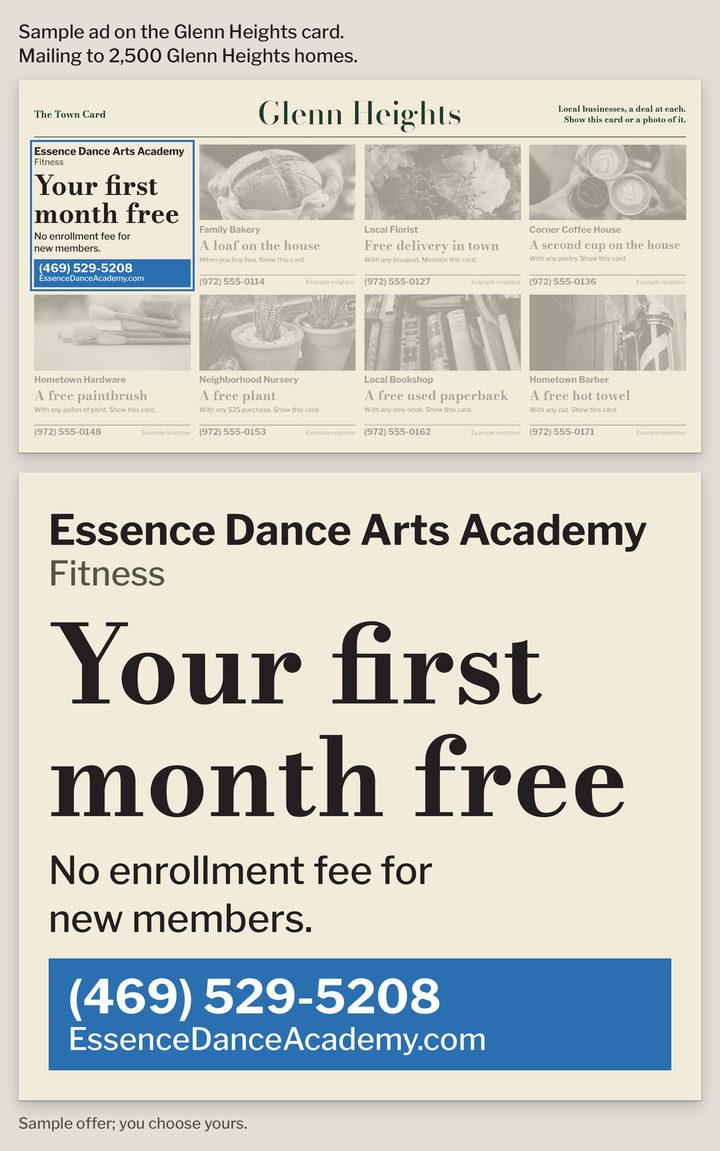 Sample ad on the Glenn Heights card.
Mailing to 2,500 Glenn Heights homes.
The Town Card
Glenn Heights
Local businesses, a deal at each.
Show this card or a photo of it.
Essence Dance Arts Academy
Fitness
Your first
month free
No enrollment fee for
new members.
(469) 529-5208
EssenceDanceAcademy.com
Family Bakery
A loaf on the house
When you buy two. Show this card.
(972) 555-0114 Example neighbor
Local Florist
Free delivery in town
With any bouquet. Mention this card.
(972) 555-0127 Example neighbor
Corner Coffee House
A second cup on the house
With any pastry. Show this card.
(972) 555-0136 Example neighbor
Hometown Hardware
A free paintbrush
With any gallon of paint. Show this card.
(972) 555-0148 Example neighbor
Neighborhood Nursery
A free plant
With any $25 purchase. Show this card.
(972) 555-0153 Example neighbor
Local Bookshop
A free used paperback
With any new book. Show this card.
(972) 555-0162 Example neighbor
Hometown Barber
A free hot towel
With any cut. Show this card.
(972) 555-0171 Example neighbor
Essence Dance Arts Academy
Fitness
Your first
month free
No enrollment fee for
new members.
(469) 529-5208
EssenceDanceAcademy.com
Sample offer; you choose yours.